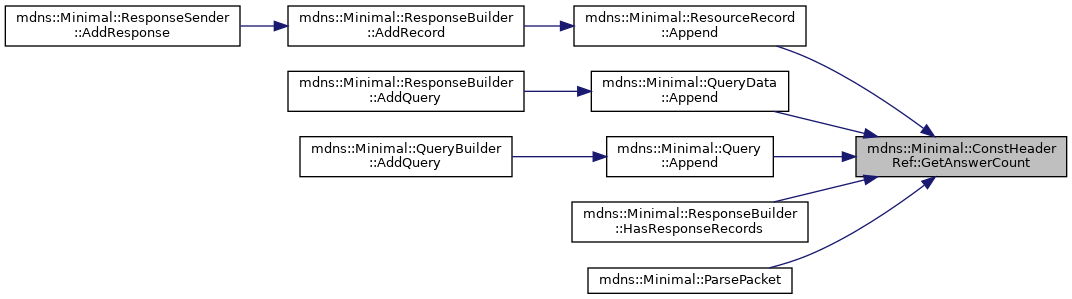 mdns::Minimal::ResponseSender
::AddResponse
mdns::Minimal::ResponseBuilder
::AddRecord
mdns::Minimal::ResourceRecord
::Append
mdns::Minimal::ResponseBuilder
::AddQuery
mdns::Minimal::QueryData
::Append
mdns::Minimal::QueryBuilder
::AddQuery
mdns::Minimal::Query
::Append
mdns::Minimal::ConstHeader
Ref::GetAnswerCount
mdns::Minimal::ResponseBuilder
::HasResponseRecords
mdns::Minimal::ParsePacket